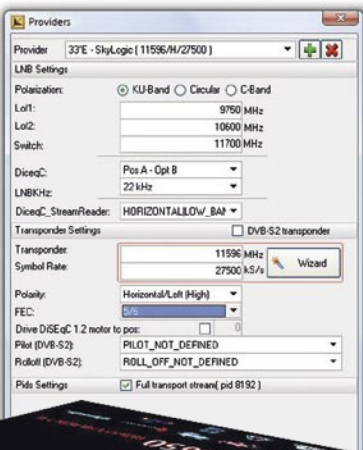 Providers
Provider 33°E - SkyLogic ( 11596/H/27500 )
LNB Settings
Polarization: KU-Band Circular C-Band
Lof1: 9750 MHz
Lof2: 10600 MHz
Switch: 11700 MHz
DiceqC: Pos A - Opt B
LNBKHz: 22 kHz
DiceqC_StreamReader: HORIZONTAL|LOW_BAN
Transponder Settings DVB-S2 transponder
Transponder: 11596 MHz
Symbol Rate: 27500 kS/s
Wizard
Polarity: Horizontal/Left (High)
FEC: 5/6
Drive DiSEqC 1.2 motor to pos: 0
Pilot (DVB-S2): PILOT_NOT_DEFINED
Rolloff (DVB-S2): ROLL_OFF_NOT_DEFINED
Pids Settings Full transport stream( pid 8192 )